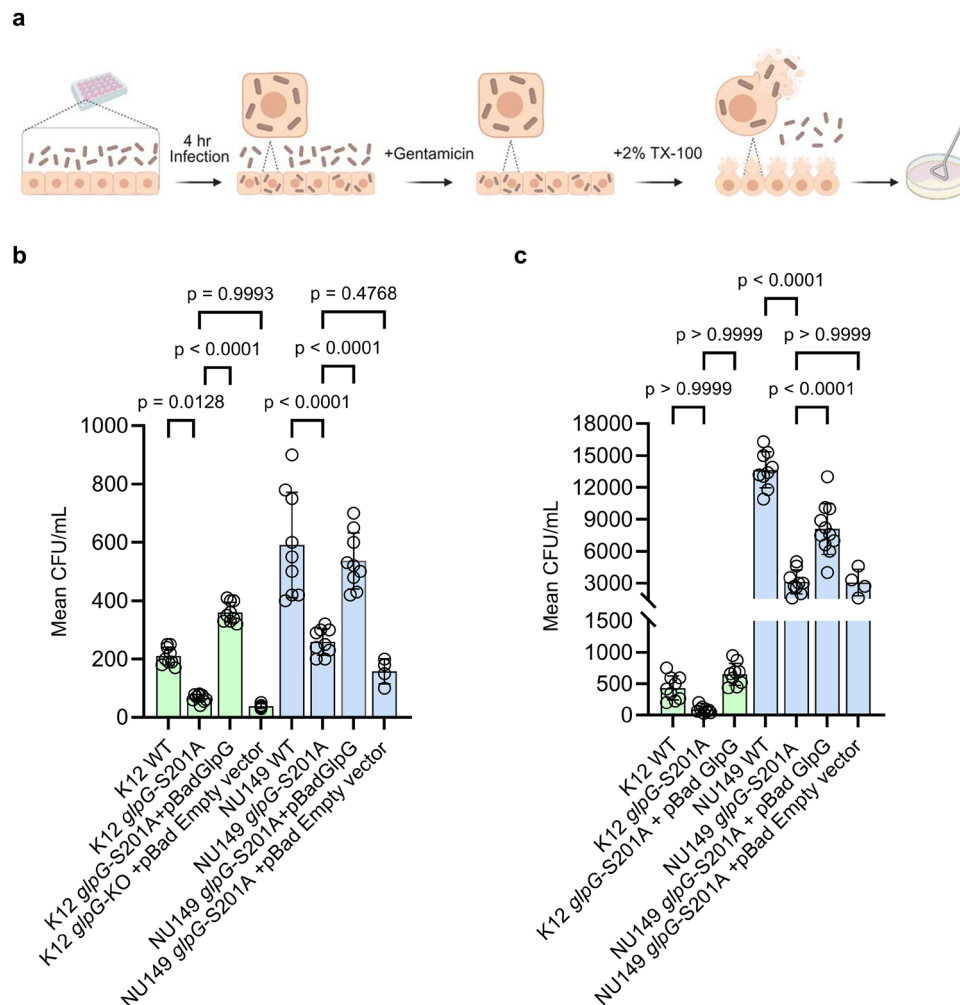 a
4 hr
Infection
+Gentamicin
+2% TX-100
b
p = 0.9993
p = 0.4768
p < 0.0001
p < 0.0001
p = 0.0128
p < 0.0001
Mean CFU/mL
1000
800
600
400
200
0
K12 WT
K12 glpG-S201A
K12 glpG-S201A+pBadGlpG
K12 glpG-KO +pBad Empty vector
NU149 WT
NU149 glpG-S201A
NU149 glpG-S201A+pBadGlpG
NU149 glpG-S201A +pBad Empty vector
c
p < 0.0001
p > 0.9999
p > 0.9999
p > 0.9999
p < 0.0001
Mean CFU/mL
18000
15000
12000
9000
6000
3000
1500
1000
500
0
K12 WT
K12 glpG-S201A
K12 glpG-S201A + pBad GlpG
NU149 WT
NU149 glpG-S201A
NU149 glpG-S201A + pBad GlpG
NU149 glpG-S201A +pBad Empty vector